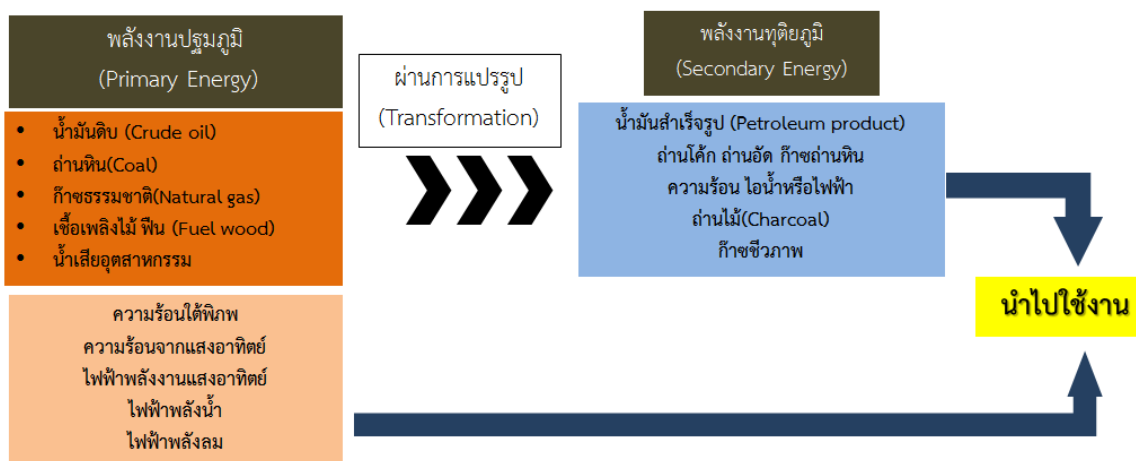 พลังงานปฐมภูมิ
(Primary Energy)
• น้ำมันดิบ (Crude oil)
• ถ่านหิน(Coal)
• ก๊าซธรรมชาติ(Natural gas)
• เชื้อเพลิงไม้ ฟืน (Fuel wood)
• น้ำเสียอุตสาหกรรม
ความร้อนใต้พิภพ
ความร้อนจากแสงอาทิตย์
ไฟฟ้าพลังงานแสงอาทิตย์
ไฟฟ้าพลังน้ำ
ไฟฟ้าพลังลม
ผ่านการแปรรูป
(Transformation)
พลังงานทุติยภูมิ
(Secondary Energy)
น้ำมันสำเร็จรูป (Petroleum product)
ถ่านโค้ก ถ่านอัด ก๊าซถ่านหิน
ความร้อน ไอน้ำหรือไฟฟ้า
ถ่านไม้(Charcoal)
ก๊าซชีวภาพ
นำไปใช้งาน